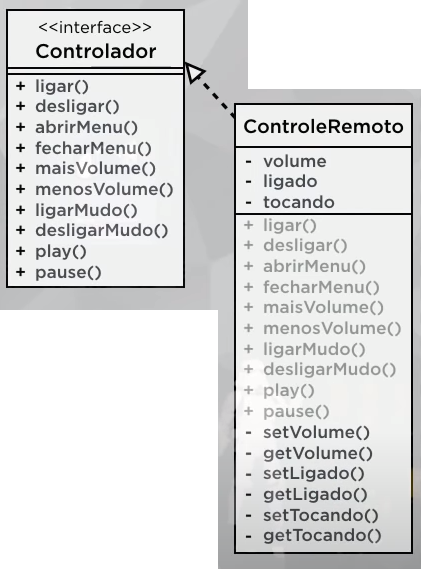 <<interface>>
Controlador
+ ligar()
+ desligar()
+ abrirMenu()
+ fecharMenu()
+ maisVolume()
+ menosVolume()
+ ligarMudo()
+ desligarMudo()
+ play()
+ pause()
ControleRemoto
- volume
- ligado
- tocando
+ ligar()
+ desligar()
+ abrirMenu()
+ fecharMenu()
+ maisVolume()
+ menosVolume()
+ ligarMudo()
+ desligarMudo()
+ play()
+ pause()
- setVolume()
- getVolume()
- setLigado()
- getLigado()
- setTocando()
- getTocando()